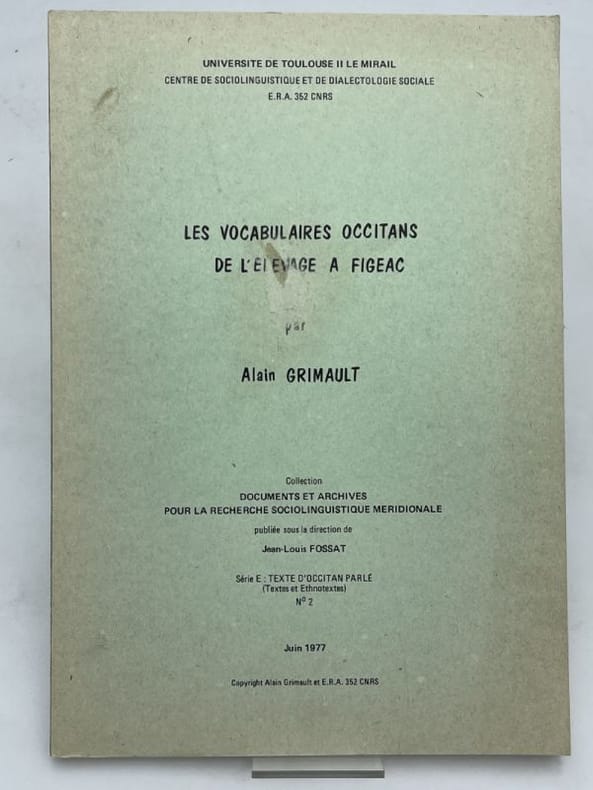 UNIVERSITE DE TOULOUSE II LE MIRAIL
CENTRE DE SOCIOLINGUISTIQUE ET DE DIALECTOLOGIE SOCIALE
E.R.A. 352 CNRS
LES VOCABULAIRES OCCITANS
DE L'ELEVAGE A FIGEAC
par
Alain GRIMAULT
Collection
DOCUMENTS ET ARCHIVES
POUR LA RECHERCHE SOCIOLINGUISTIQUE MERIDIONALE
publiée sous la direction de
Jean-Louis FOSSAT
Série E : TEXTE D'OCCITAN PARLÉ
(Textes et Ethnotextes)
Nº 2
Juin 1977
Copyright Alain Grimault et E.R.A. 352 CNRS